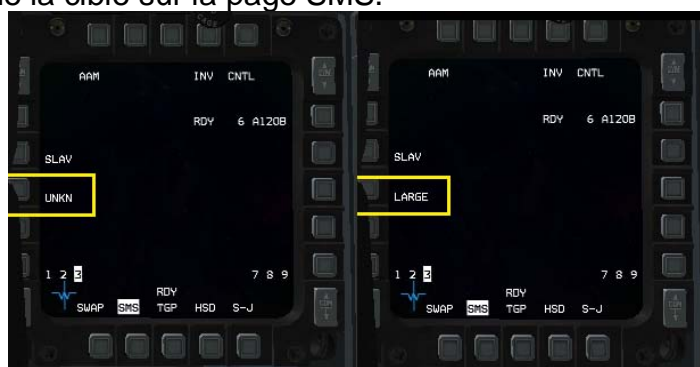 la cible sur la page SMS.
AAM INV CNTL
RDY 6 A120B
SLAV
UNKN
1 2 3 7 8 9
RDY
SWAP SMS TGP HSD S-J
AAM INV CNTL
RDY 6 A120B
SLAV
LARGE
1 2 3 7 8 9
RDY
SWAP SMS TGP HSD S-J